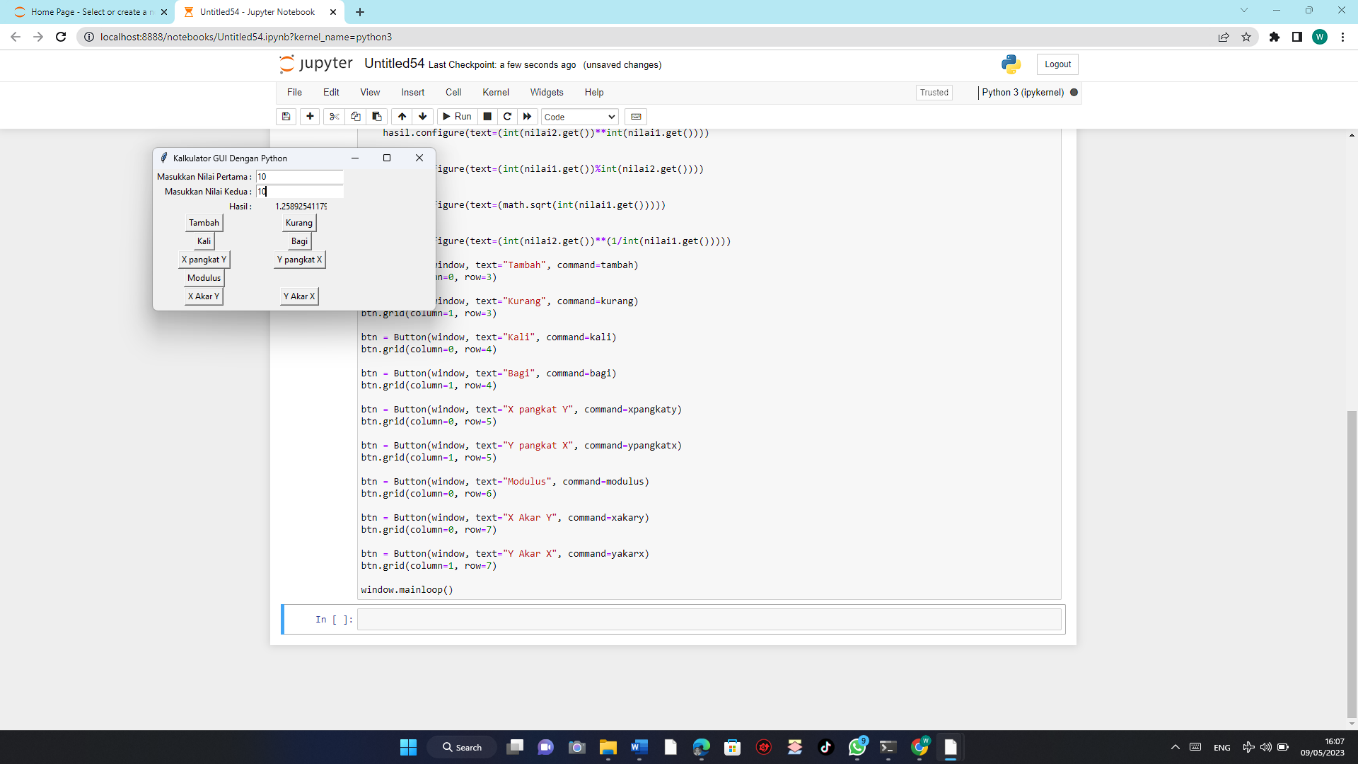 Home Page - Select or create a n
Untitled54 - Jupyter Notebook
localhost:8888/notebooks/Untitled54.ipynb?kernel_name=python3
W
jupyter Untitled54 Last Checkpoint: a few seconds ago (unsaved changes)
Logout
File Edit View Insert Cell Kernel Widgets Help
Trusted
Python 3 (ipykernel)
Run
Code
hasil.configure(text=(int(nilai2.get())**int(nilai1.get())))
figure(text=(int(nilai1.get())%int(nilai2.get())))
figure(text=(math.sqrt(int(nilai1.get()))))
figure(text=(int(nilai2.get())**(1/int(nilai1.get()))))
Kalkulator GUI Dengan Python
Masukkan Nilai Pertama : 10
Masukkan Nilai Kedua : 10
Hasil : 1.25892541179
Tambah Kurang
Kali Bagi
X pangkat Y Y pangkat X
Modulus
X Akar Y Y Akar X
window, text="Tambah", command=tambah)
n=0, row=3)
window, text="Kurang", command=kurang)
btn.grid(column=1, row=3)
btn = Button(window, text="Kali", command=kali)
btn.grid(column=0, row=4)
btn = Button(window, text="Bagi", command=bagi)
btn.grid(column=1, row=4)
btn = Button(window, text="X pangkat Y", command=xpangkaty)
btn.grid(column=0, row=5)
btn = Button(window, text="Y pangkat X", command=ypangkatx)
btn.grid(column=1, row=5)
btn = Button(window, text="Modulus", command=modulus)
btn.grid(column=0, row=6)
btn = Button(window, text="X Akar Y", command=xakary)
btn.grid(column=0, row=7)
btn = Button(window, text="Y Akar X", command=yakarx)
btn.grid(column=1, row=7)
window.mainloop()
In [ ]:
Search
ENG
16:07
09/05/2023